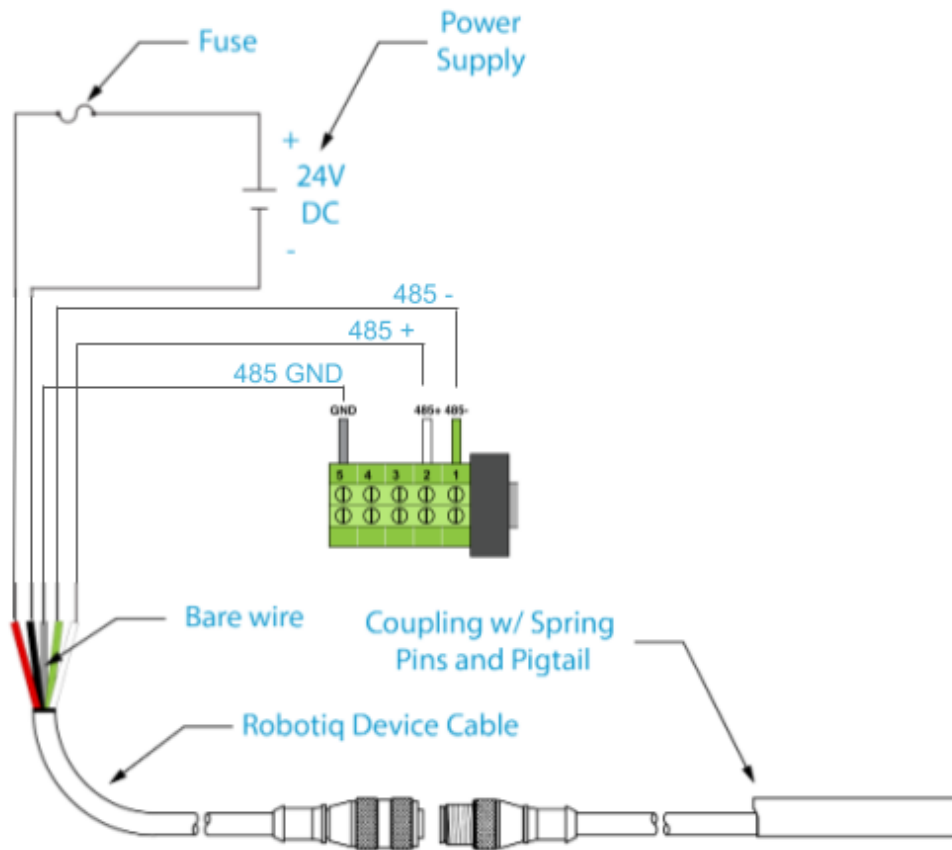 Fuse
Power
Supply
+
24V
DC
-
485 -
485 +
485 GND
GND
485+
485-
5
4
3
2
1
Bare wire
Coupling w/ Spring
Pins and Pigtail
Robotiq Device Cable